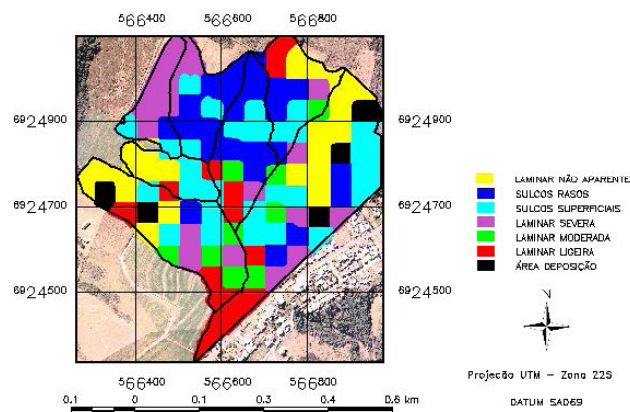 566400 566600 566800
6924900 6924900
6924700 6924700
6924500 6924500
566400 566600 566800
0.1 0 0.1 0.3 0.4 0.6 km
LAMINAR NÃO APARENTE
SULCOS RASOS
SULCOS SUPERFICIAIS
LAMINAR SEVERA
LAMINAR MODERADA
LAMINAR LIGEIRA
ÁREA DEPOSIÇÃO
Projecão UTM – Zona 22S
DATUM SAD69